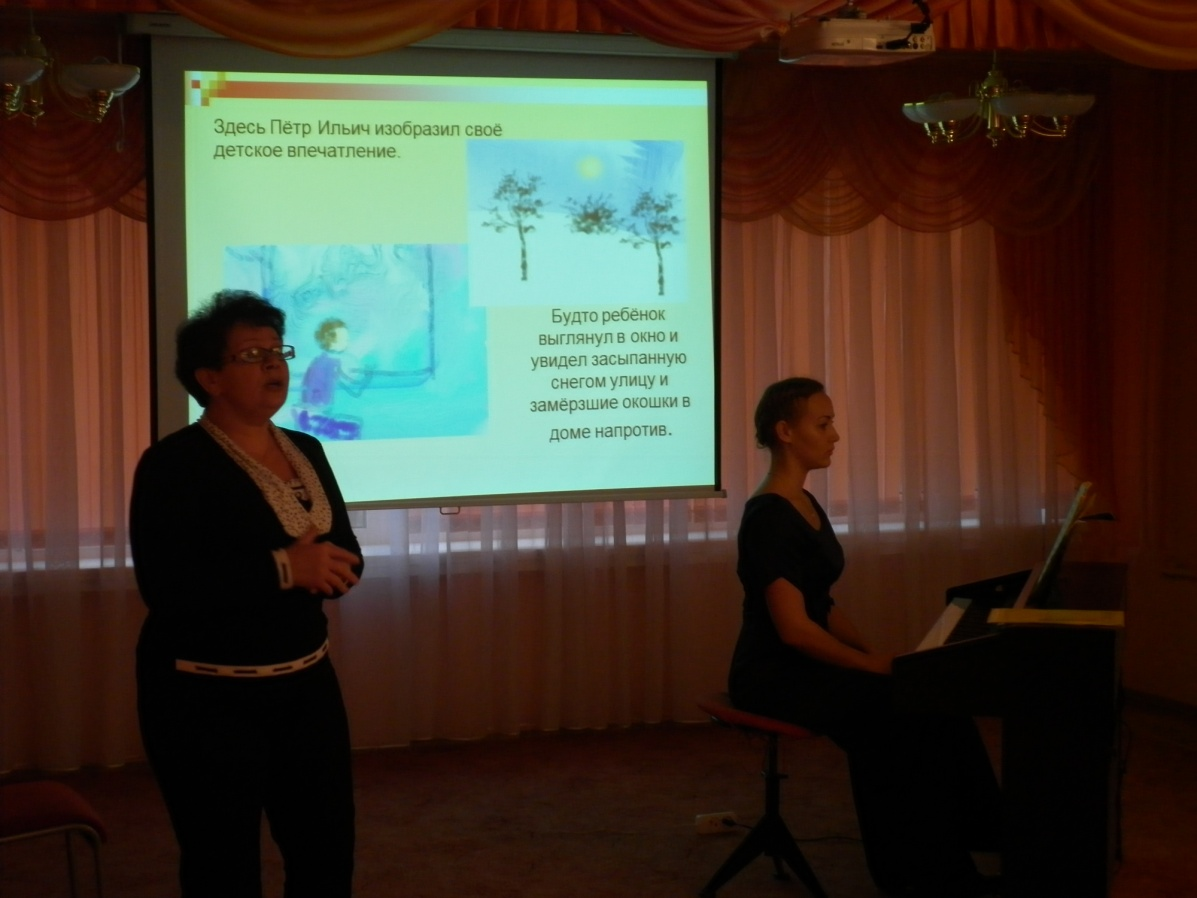 Здесь Пётр Ильич изобразил своё
детское впечатление.
Будто ребёнок
выглянул в окно и
увидел засыпанную
снегом улицу и
замёрзшие окошки в
доме напротив.